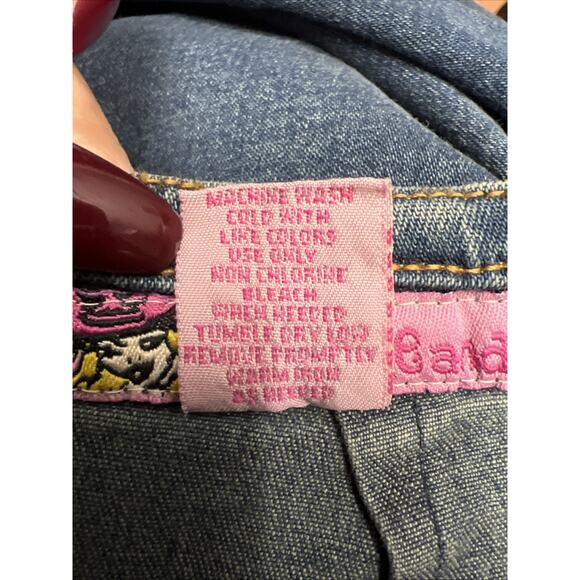 MACHINE WASH
COLD WITH
LIKE COLORS
USE ONLY
NON CHLORINE
BLEACH
WHEN NEEDED
TUMBLE DRY LOW
REMOVE PROMPTLY
WARM IRON
AS NEEDED